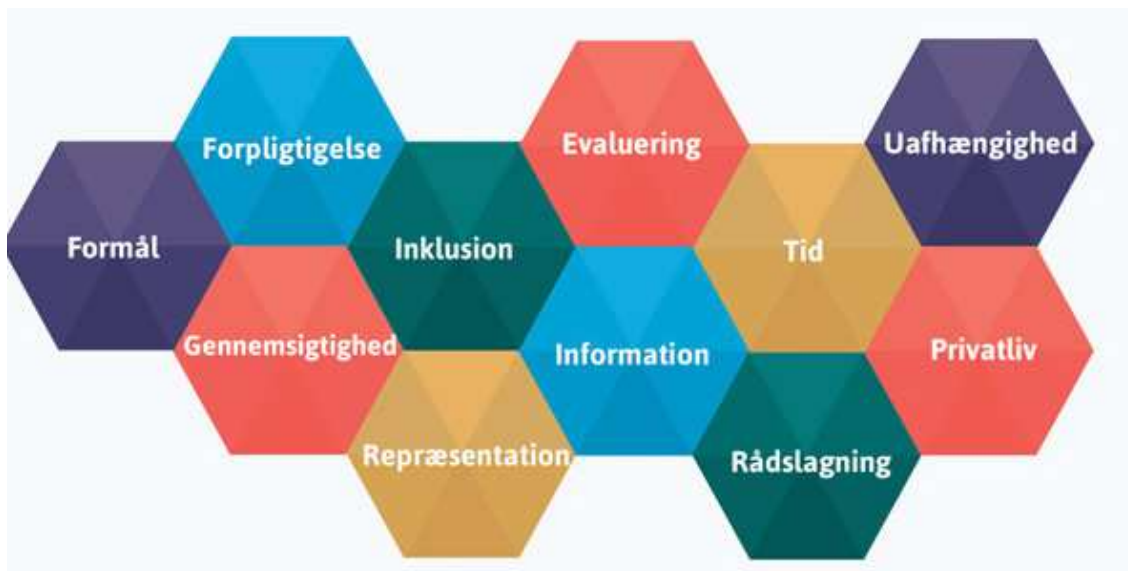 Forpligtigelse
Evaluering
Uafhængighed
Formål
Inklusion
Tid
Gennemsigtighed
Information
Privatliv
Repræsentation
Rådslagning